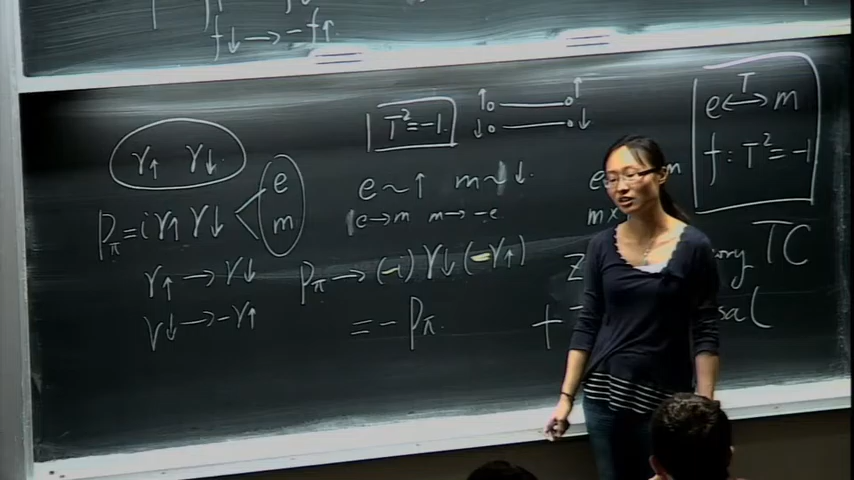 f↓ → -f↑
T²=-1
γ↑ γ↓
e
m
P_π = iγ↑γ↓
e ~ ↑ m ~ ↓
e → m m → -e
γ↑ → γ↓
γ↓ → -γ↑
P_π → (-i) γ↓ (-γ↑)
= -P_π
e ⟷ m
T
f : T² = -1
TC
+